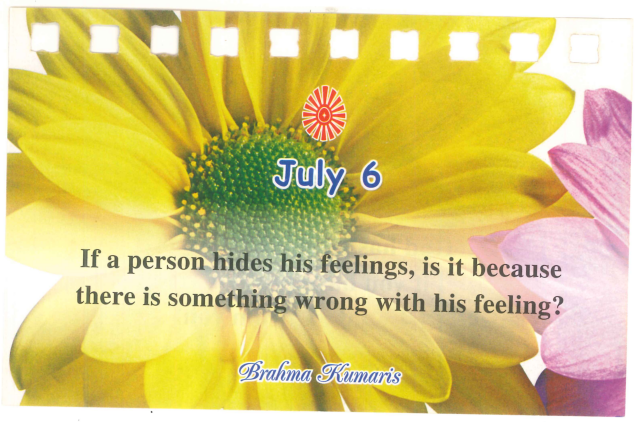 July 6
If a person hides his feelings, is it because
there is something wrong with his feeling?
Brahma Kumaris